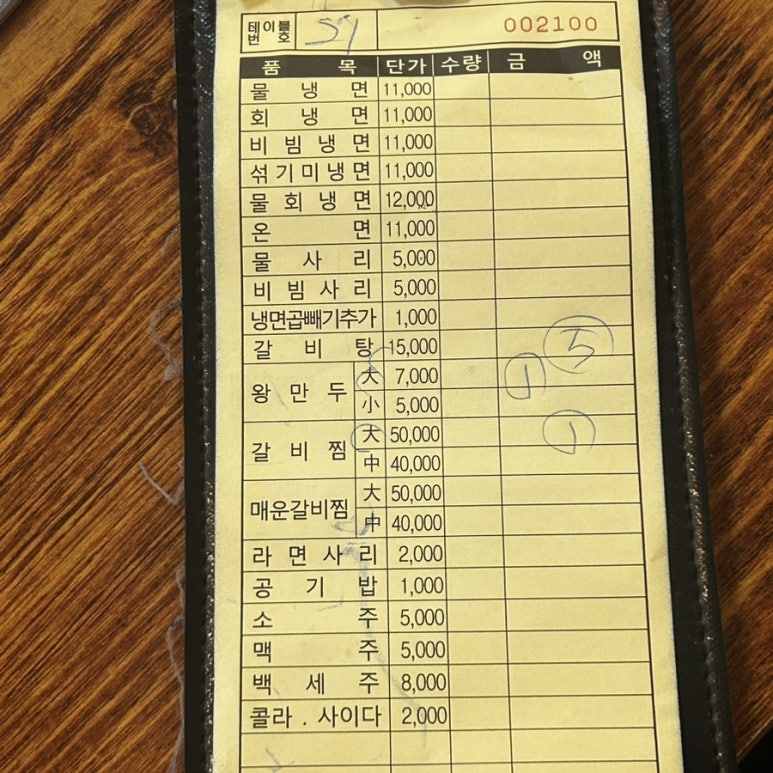 테이블 번호 51 002100
품 목 단가 수량 금 액
물 냉 면 11,000
회 냉 면 11,000
비 빔 냉 면 11,000
섞 기 미 냉 면 11,000
물 회 냉 면 12,000
온 면 11,000
물 사 리 5,000
비 빔 사 리 5,000
냉면곱빼기추가 1,000
갈 비 탕 15,000 5
왕 만 두 大 7,000 1
小 5,000
갈 비 찜 大 50,000 1
中 40,000
매운갈비찜 大 50,000
中 40,000
라 면 사 리 2,000
공 기 밥 1,000
소 주 5,000
맥 주 5,000
백 세 주 8,000
콜라 . 사이다 2,000